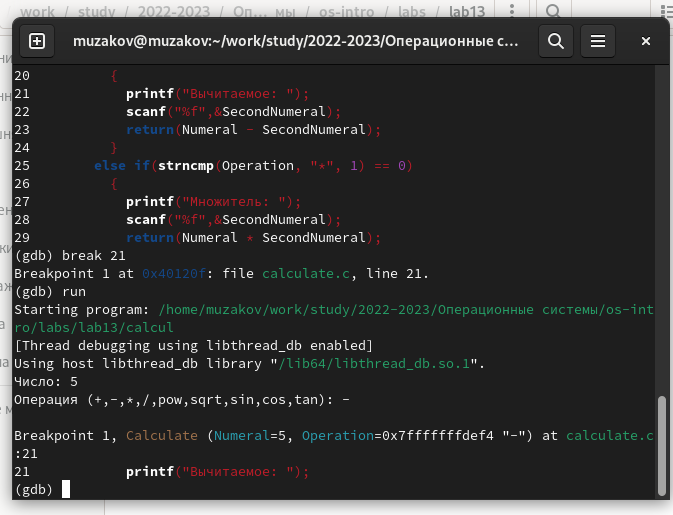 work / study / 2022-2023 / Оп... мы / os-intro / labs / lab13
muzakov@muzakov:~/work/study/2022-2023/Операционные с...
20 {
21 printf("Вычитаемое: ");
22 scanf("%f",&SecondNumeral);
23 return(Numeral - SecondNumeral);
24 }
25 else if(strncmp(Operation, "*", 1) == 0)
26 {
27 printf("Множитель: ");
28 scanf("%f",&SecondNumeral);
29 return(Numeral * SecondNumeral);
(gdb) break 21
Breakpoint 1 at 0x40120f: file calculate.c, line 21.
(gdb) run
Starting program: /home/muzakov/work/study/2022-2023/Операционные системы/os-int
ro/labs/lab13/calcul
[Thread debugging using libthread_db enabled]
Using host libthread_db library "/lib64/libthread_db.so.1".
Число: 5
Операция (+,-,*,/,pow,sqrt,sin,cos,tan): -
Breakpoint 1, Calculate (Numeral=5, Operation=0x7fffffffdef4 "-") at calculate.c
:21
21 printf("Вычитаемое: ");
(gdb)